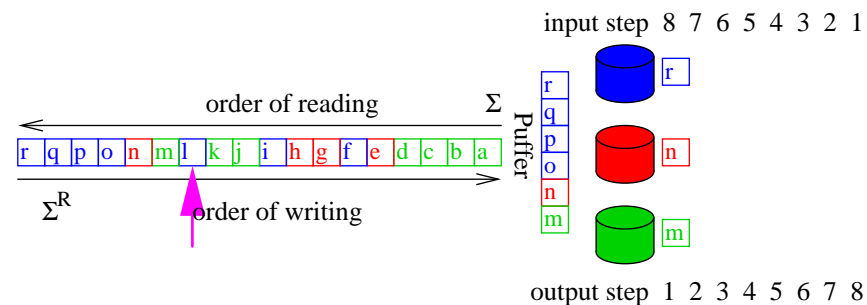 input step 8 7 6 5 4 3 2 1
order of reading Σ
r q p o n m l k j i h g f e d c b a
Σ^R order of writing
Puffer
r
q
p
o
n
m
r
n
m
output step 1 2 3 4 5 6 7 8